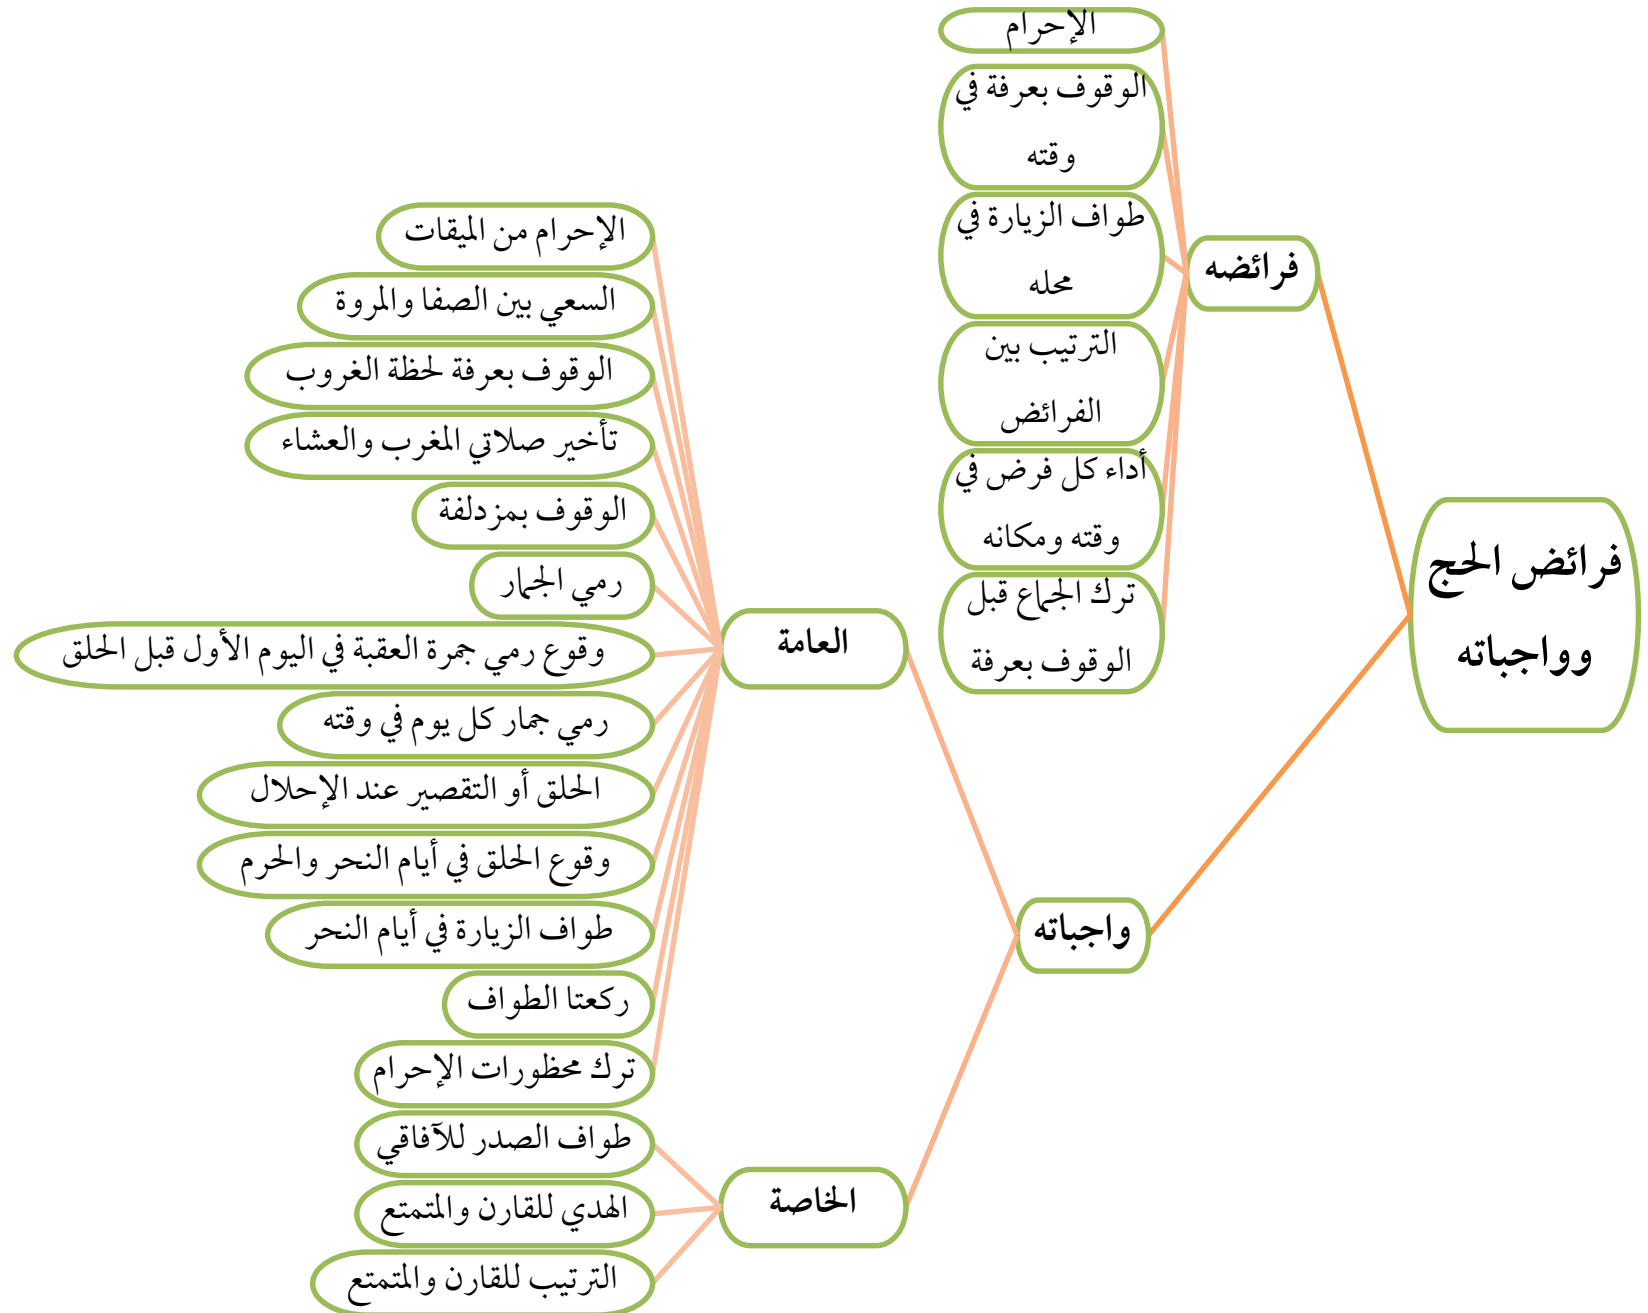 فرائض الحج
وواجباته
فرائضه
الإحرام
الوقوف بعرفة في
وقته
طواف الزيارة في
محله
الترتيب بين
الفرائض
أداء كل فرض في
وقته ومكانه
ترك الجماع قبل
الوقوف بعرفة
واجباته
العامة
الإحرام من الميقات
السعي بين الصفا والمروة
الوقوف بعرفة لحظة الغروب
تأخير صلاتي المغرب والعشاء
الوقوف بمزدلفة
رمي الجمار
وقوع رمي جمرة العقبة في اليوم الأول قبل الحلق
رمي جمار كل يوم في وقته
الحلق أو التقصير عند الإحلال
وقوع الحلق في أيام النحر والحرم
طواف الزيارة في أيام النحر
ركعتا الطواف
ترك محظورات الإحرام
الخاصة
طواف الصدر للآفاقي
الهدي للقارن والمتمتع
الترتيب للقارن والمتمتع